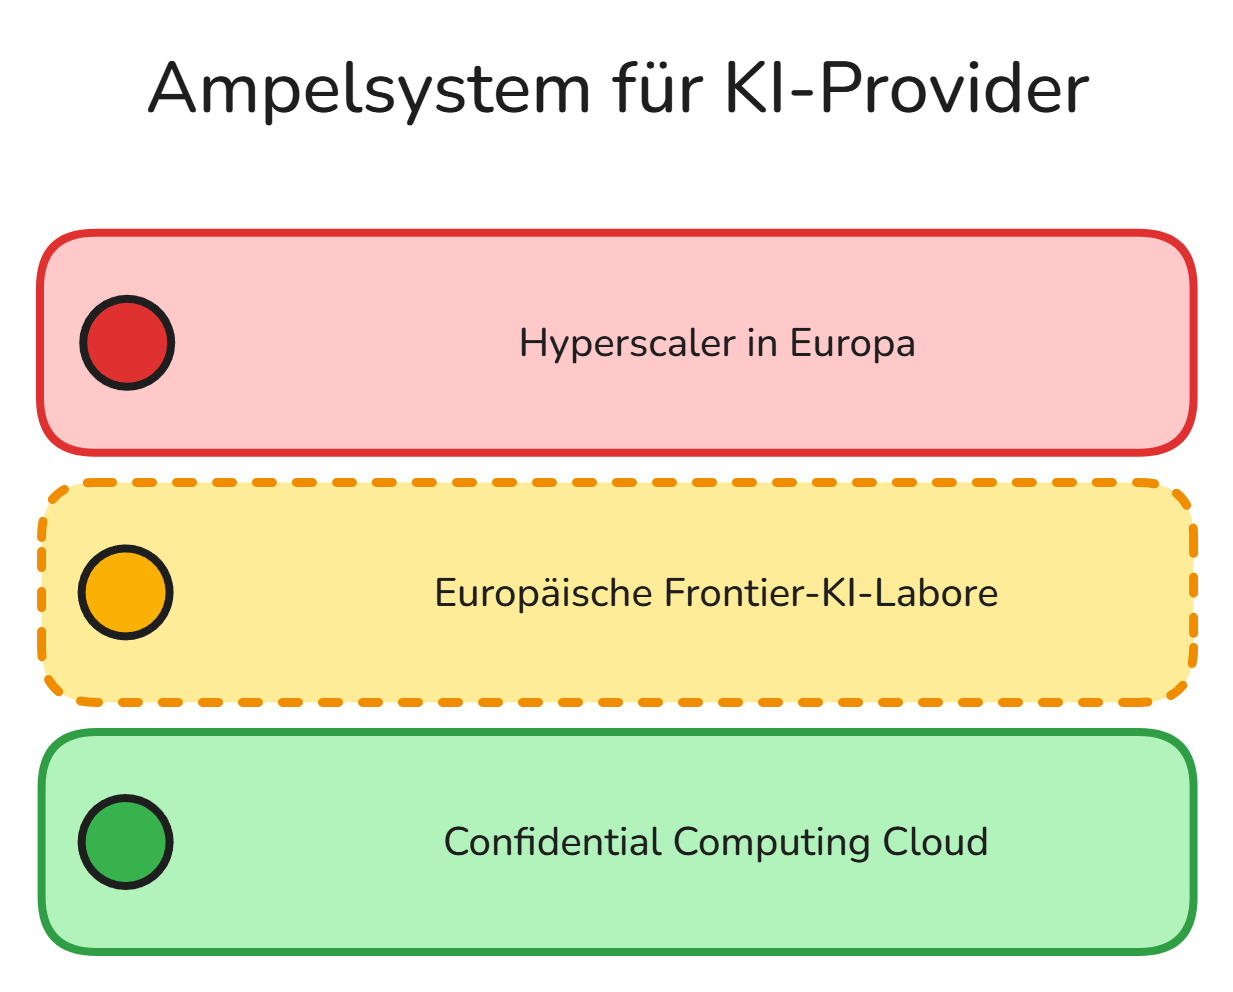 Ampelsystem für KI-Provider
Hyperscaler in Europa
Europäische Frontier-KI-Labore
Confidential Computing Cloud